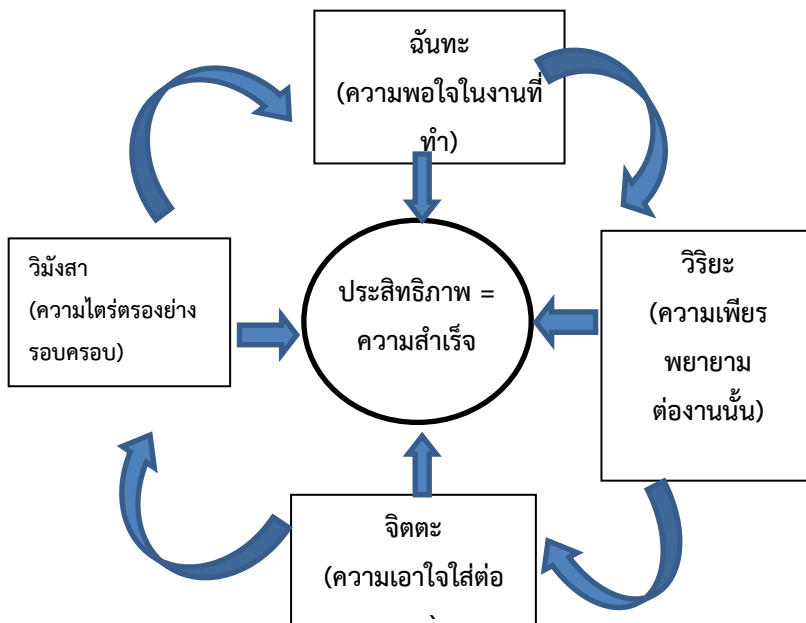 ฉันทะ
(ความพอใจในงานที่
ทำ)
วิมังสา
(ความไตร่ตรองย่าง
รอบครอบ)
ประสิทธิภาพ =
ความสำเร็จ
วิริยะ
(ความเพียร
พยายาม
ต่องานนั้น)
จิตตะ
(ความเอาใจใส่ต่อ